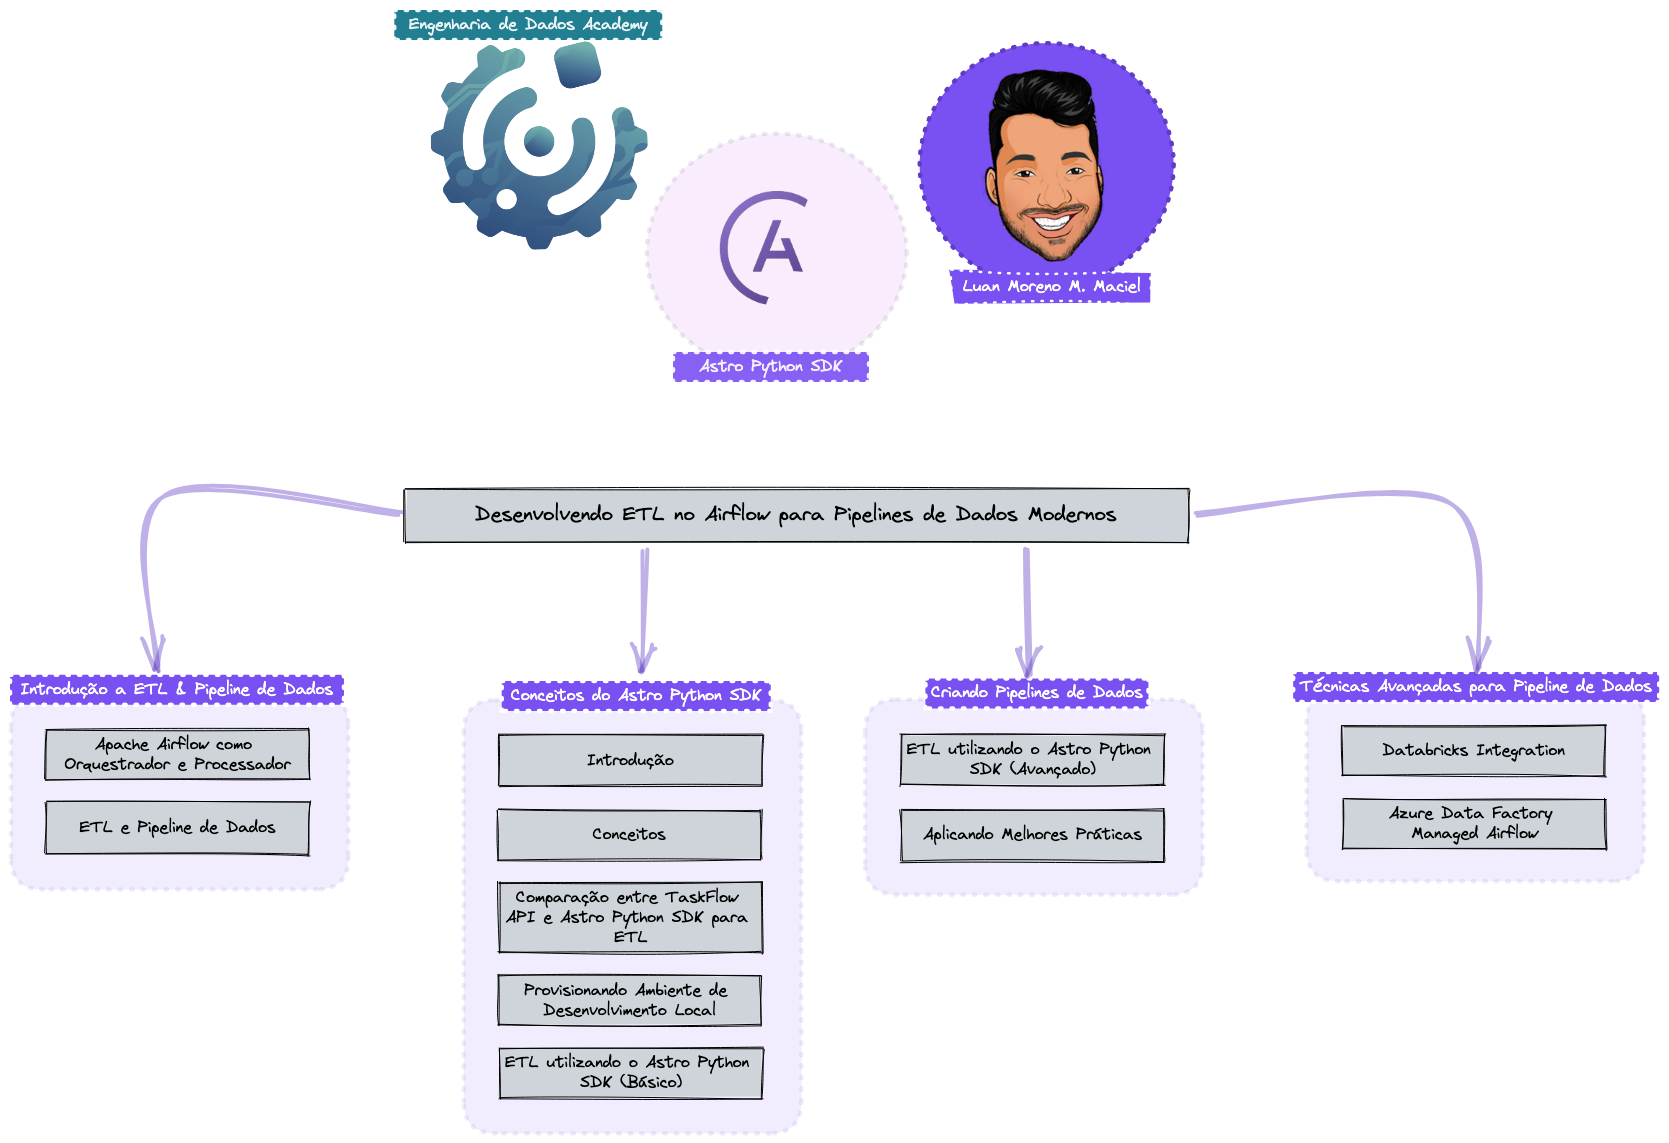 Engenharia de Dados Academy
Luan Moreno M. Maciel
Astro Python SDK
Desenvolvendo ETL no Airflow para Pipelines de Dados Modernos
Introdução a ETL & Pipeline de Dados
Apache Airflow como
Orquestrador e Processador
ETL e Pipeline de Dados
Conceitos do Astro Python SDK
Introdução
Conceitos
Comparação entre TaskFlow
API e Astro Python SDK para
ETL
Provisionando Ambiente de
Desenvolvimento Local
ETL utilizando o Astro Python
SDK (Básico)
Criando Pipelines de Dados
ETL utilizando o Astro Python
SDK (Avançado)
Aplicando Melhores Práticas
Técnicas Avançadas para Pipeline de Dados
Databricks Integration
Azure Data Factory
Managed Airflow